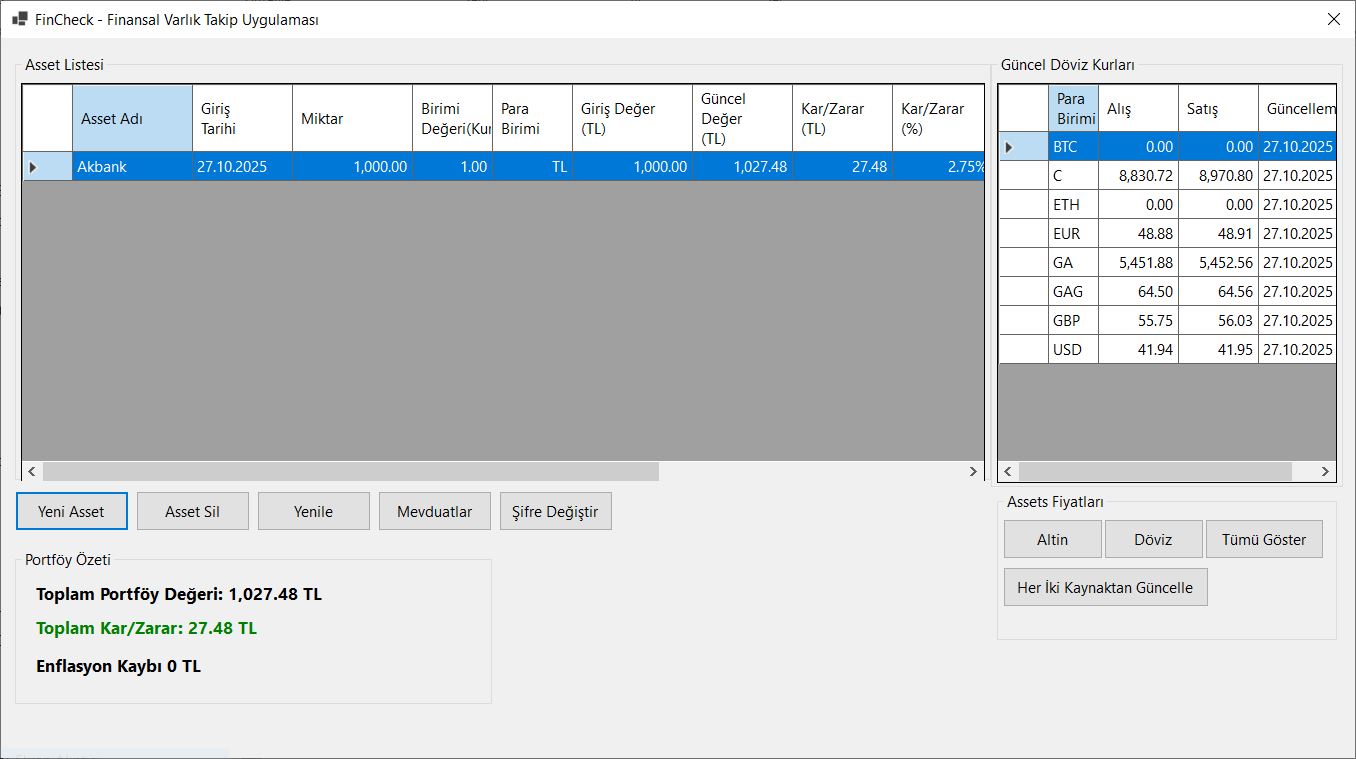 FinCheck - Finansal Varlık Takip Uygulaması
Asset Listesi
Asset Adı
Giriş
Tarihi
Miktar
Birimi
Değeri(Kur
Para
Birimi
Giriş Değer
(TL)
Güncel
Değer
(TL)
Kar/Zarar
(TL)
Kar/Zarar
(%)
Akbank 27.10.2025 1,000.00 1.00 TL 1,000.00 1,027.48 27.48 2.75%
Güncel Döviz Kurları
Para
Birimi
Alış
Satış
Güncellem
BTC 0.00 0.00 27.10.2025
C 8,830.72 8,970.80 27.10.2025
ETH 0.00 0.00 27.10.2025
EUR 48.88 48.91 27.10.2025
GA 5,451.88 5,452.56 27.10.2025
GAG 64.50 64.56 27.10.2025
GBP 55.75 56.03 27.10.2025
USD 41.94 41.95 27.10.2025
Yeni Asset Asset Sil Yenile Mevduatlar Şifre Değiştir
Assets Fiyatları
Altin Döviz Tümü Göster
Her İki Kaynaktan Güncelle
Portföy Özeti
Toplam Portföy Değeri: 1,027.48 TL
Toplam Kar/Zarar: 27.48 TL
Enflasyon Kaybı 0 TL